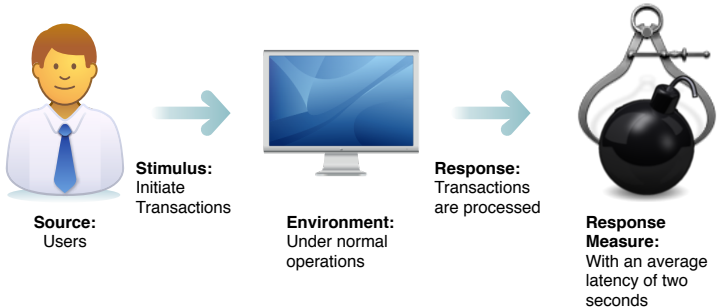 Source:
Users
Stimulus:
Initiate
Transactions
Environment:
Under normal
operations
Response:
Transactions
are processed
Response
Measure:
With an average
latency of two
seconds